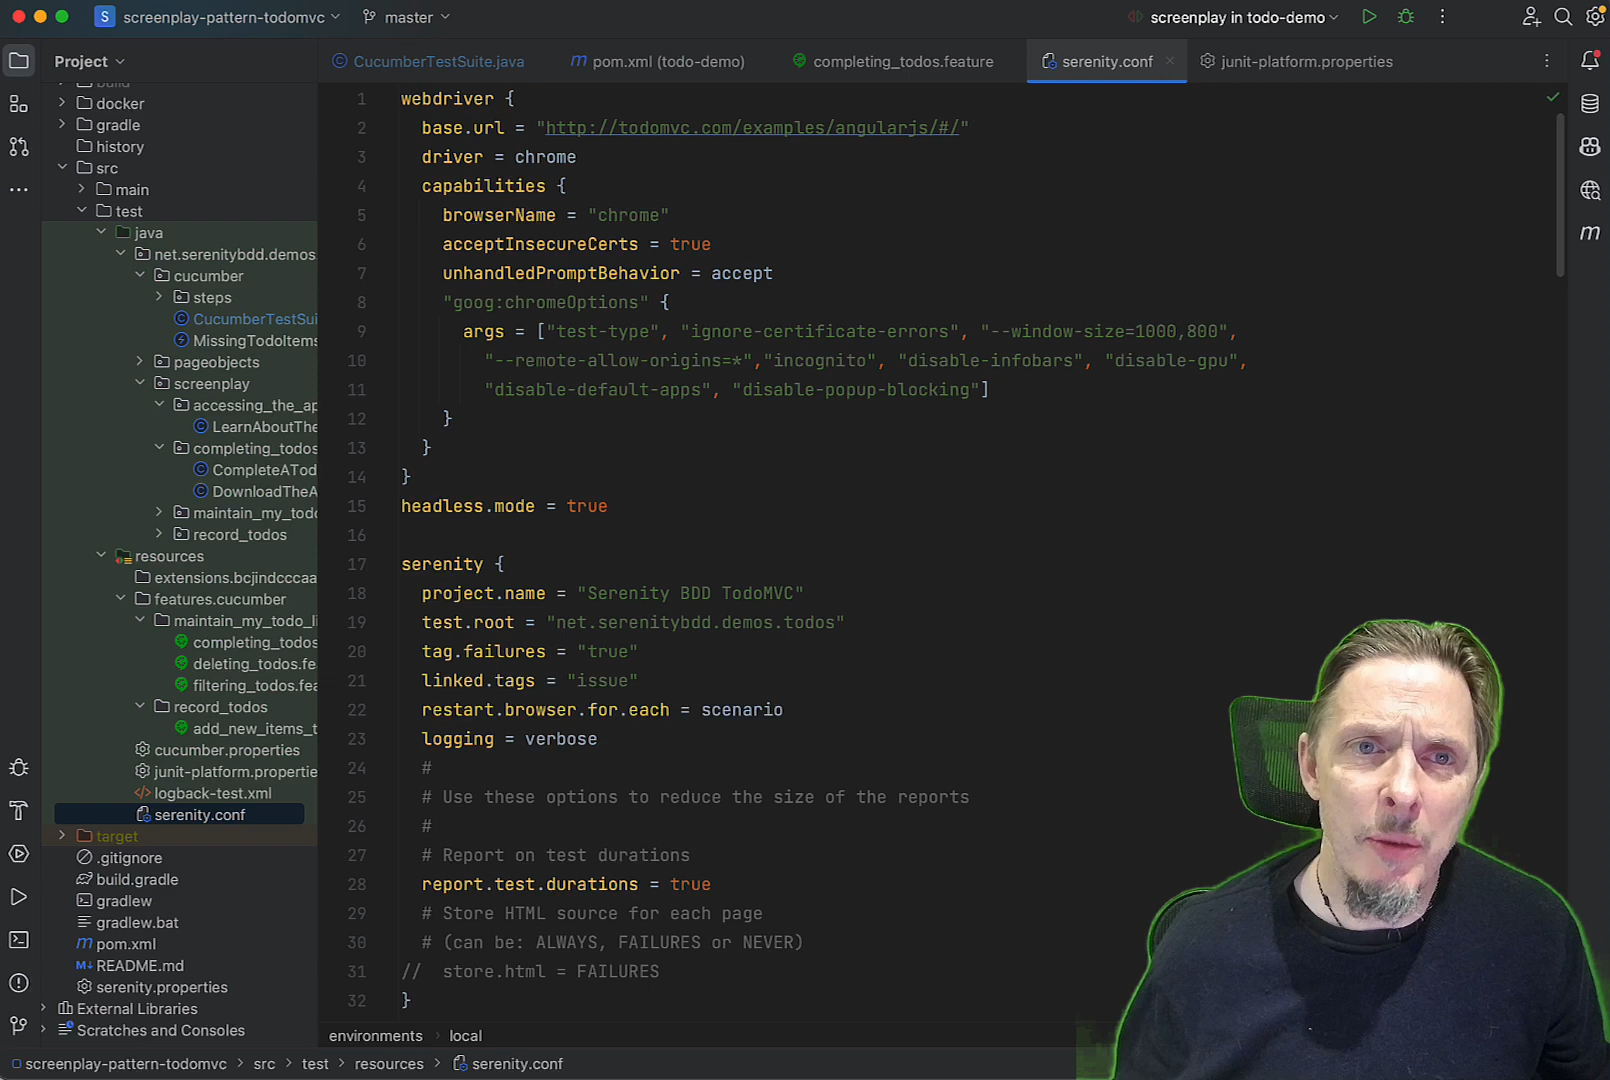 S screenplay-pattern-todomvc master screenplay in todo-demo
Project CucumberTestSuite.java m pom.xml (todo-demo) completing_todos.feature serenity.conf junit-platform.properties
build
docker
gradle
history
src
main
test
java
net.serenitybdd.demos.
cucumber
steps
CucumberTestSui
MissingTodoItems
pageobjects
screenplay
accessing_the_ap
LearnAboutThe
completing_todos
CompleteATod
DownloadTheA
maintain_my_todo
record_todos
resources
extensions.bcjindcccaa
features.cucumber
maintain_my_todo_li
completing_todos
deleting_todos.fea
filtering_todos.fea
record_todos
add_new_items_t
cucumber.properties
junit-platform.propertie
logback-test.xml
serenity.conf
target
.gitignore
build.gradle
gradlew
gradlew.bat
m pom.xml
M↓ README.md
serenity.properties
External Libraries
Scratches and Consoles
1 webdriver {
2 base.url = "http://todomvc.com/examples/angularjs/#/"
3 driver = chrome
4 capabilities {
5 browserName = "chrome"
6 acceptInsecureCerts = true
7 unhandledPromptBehavior = accept
8 "goog:chromeOptions" {
9 args = ["test-type", "ignore-certificate-errors", "--window-size=1000,800",
10 "--remote-allow-origins=*","incognito", "disable-infobars", "disable-gpu",
11 "disable-default-apps", "disable-popup-blocking"]
12 }
13 }
14 }
15 headless.mode = true
16
17 serenity {
18 project.name = "Serenity BDD TodoMVC"
19 test.root = "net.serenitybdd.demos.todos"
20 tag.failures = "true"
21 linked.tags = "issue"
22 restart.browser.for.each = scenario
23 logging = verbose
24 #
25 # Use these options to reduce the size of the reports
26 #
27 # Report on test durations
28 report.test.durations = true
29 # Store HTML source for each page
30 # (can be: ALWAYS, FAILURES or NEVER)
31 // store.html = FAILURES
32 }
m
environments local
screenplay-pattern-todomvc > src > test > resources > serenity.conf